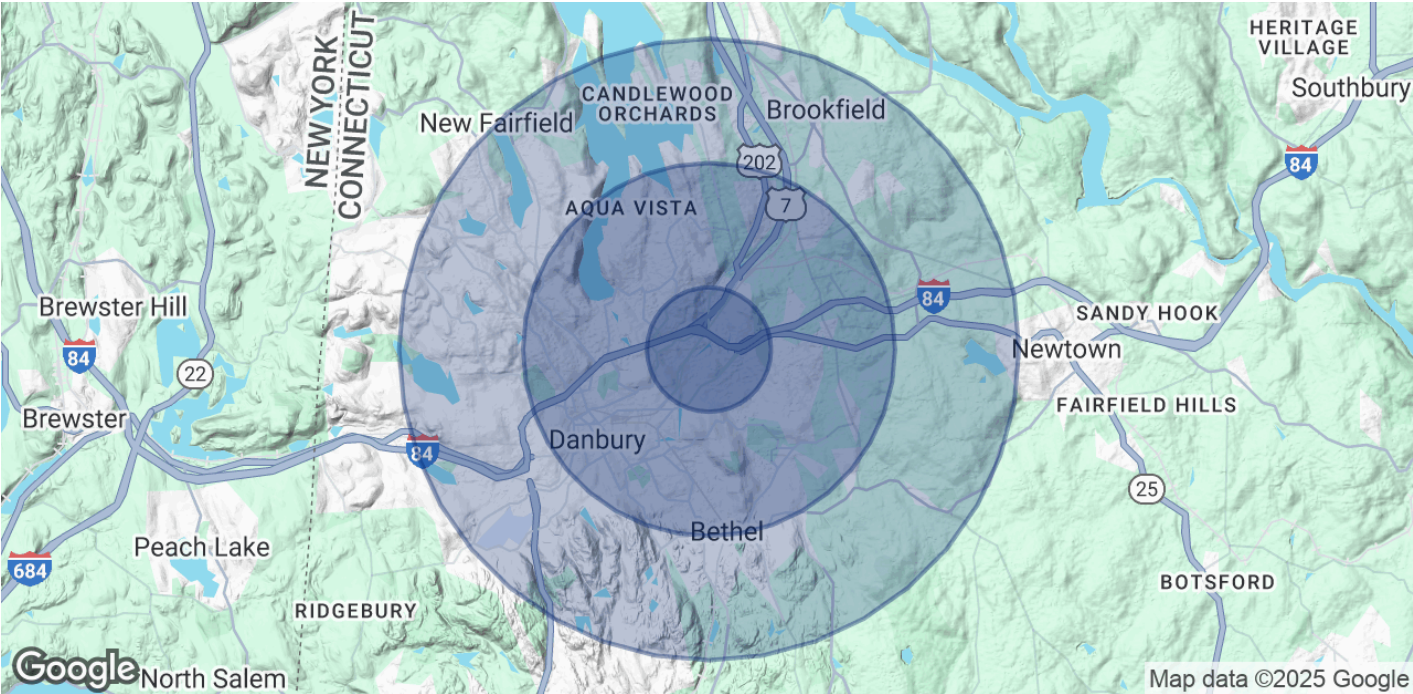 HERITAGE
VILLAGE
Southbury
NEW YORK
CONNECTICUT
CANDLEWOOD
ORCHARDS
Brookfield
New Fairfield
202
84
7
AQUA VISTA
84
Brewster Hill
SANDY HOOK
84
Newtown
22
FAIRFIELD HILLS
Brewster
Danbury
84
25
Bethel
Peach Lake
684
BOTSFORD
RIDGEBURY
Google
North Salem
Map data ©2025 Google